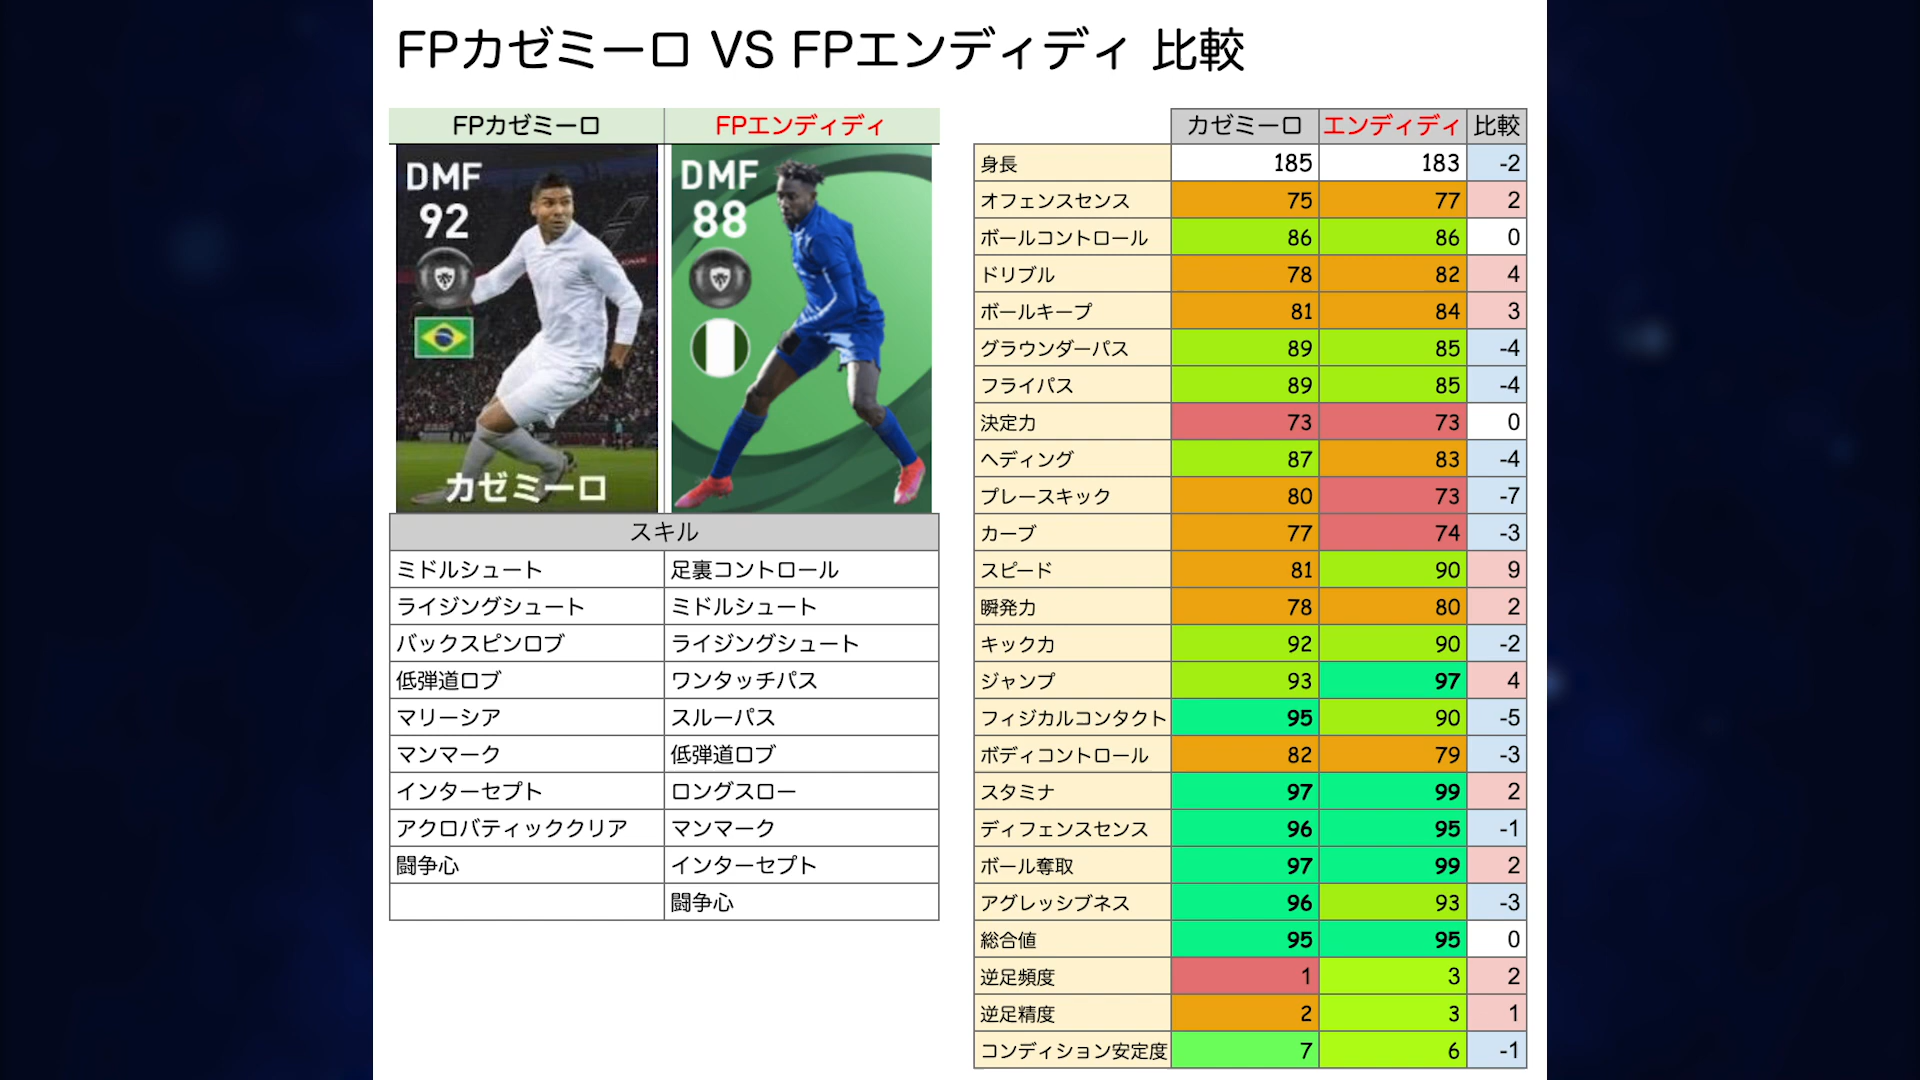 FPカゼミーロ VS FPエンディディ 比較
FPカゼミーロ FPエンディディ
DMF
92
カゼミーロ
DMF
88
スキル
ミドルシュート 足裏コントロール
ライジングシュート ミドルシュート
バックスピンロブ ライジングシュート
低弾道ロブ ワンタッチパス
マリーシア スルーパス
マンマーク 低弾道ロブ
インターセプト ロングスロー
アクロバティッククリア マンマーク
闘争心 インターセプト
闘争心
カゼミーロ エンディディ 比較
身長 185 183 -2
オフェンスセンス 75 77 2
ボールコントロール 86 86 0
ドリブル 78 82 4
ボールキープ 81 84 3
グラウンダーパス 89 85 -4
フライパス 89 85 -4
決定力 73 73 0
ヘディング 87 83 -4
プレースキック 80 73 -7
カーブ 77 74 -3
スピード 81 90 9
瞬発力 78 80 2
キック力 92 90 -2
ジャンプ 93 97 4
フィジカルコンタクト 95 90 -5
ボディコントロール 82 79 -3
スタミナ 97 99 2
ディフェンスセンス 96 95 -1
ボール奪取 97 99 2
アグレッシブネス 96 93 -3
総合値 95 95 0
逆足頻度 1 3 2
逆足精度 2 3 1
コンディション安定度 7 6 -1